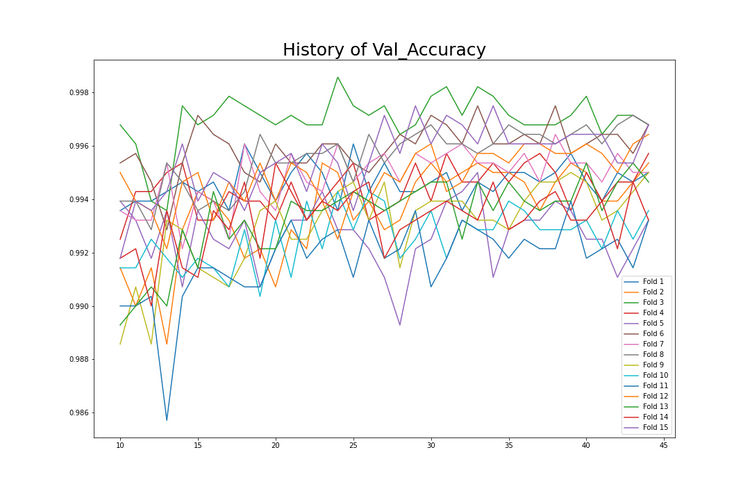 History of Val_Accuracy
0.998
0.996
0.994
0.992
0.990
0.988
0.986
10 15 20 25 30 35 40 45
Fold 1
Fold 2
Fold 3
Fold 4
Fold 5
Fold 6
Fold 7
Fold 8
Fold 9
Fold 10
Fold 11
Fold 12
Fold 13
Fold 14
Fold 15